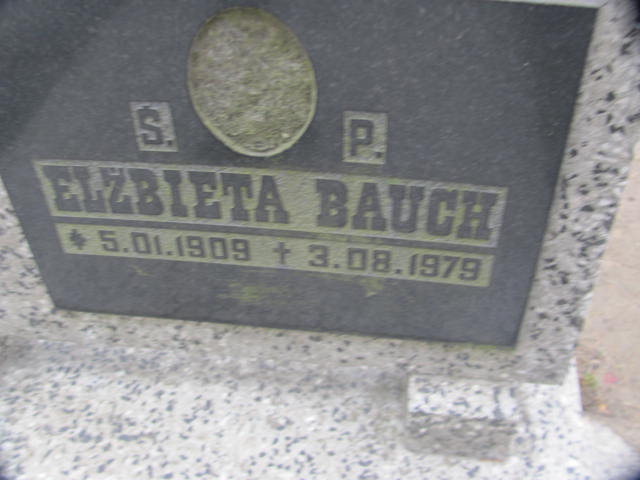 Ś. P.
ELŻBIETA BAUCH
* 5.01.1909 † 3.08.1979